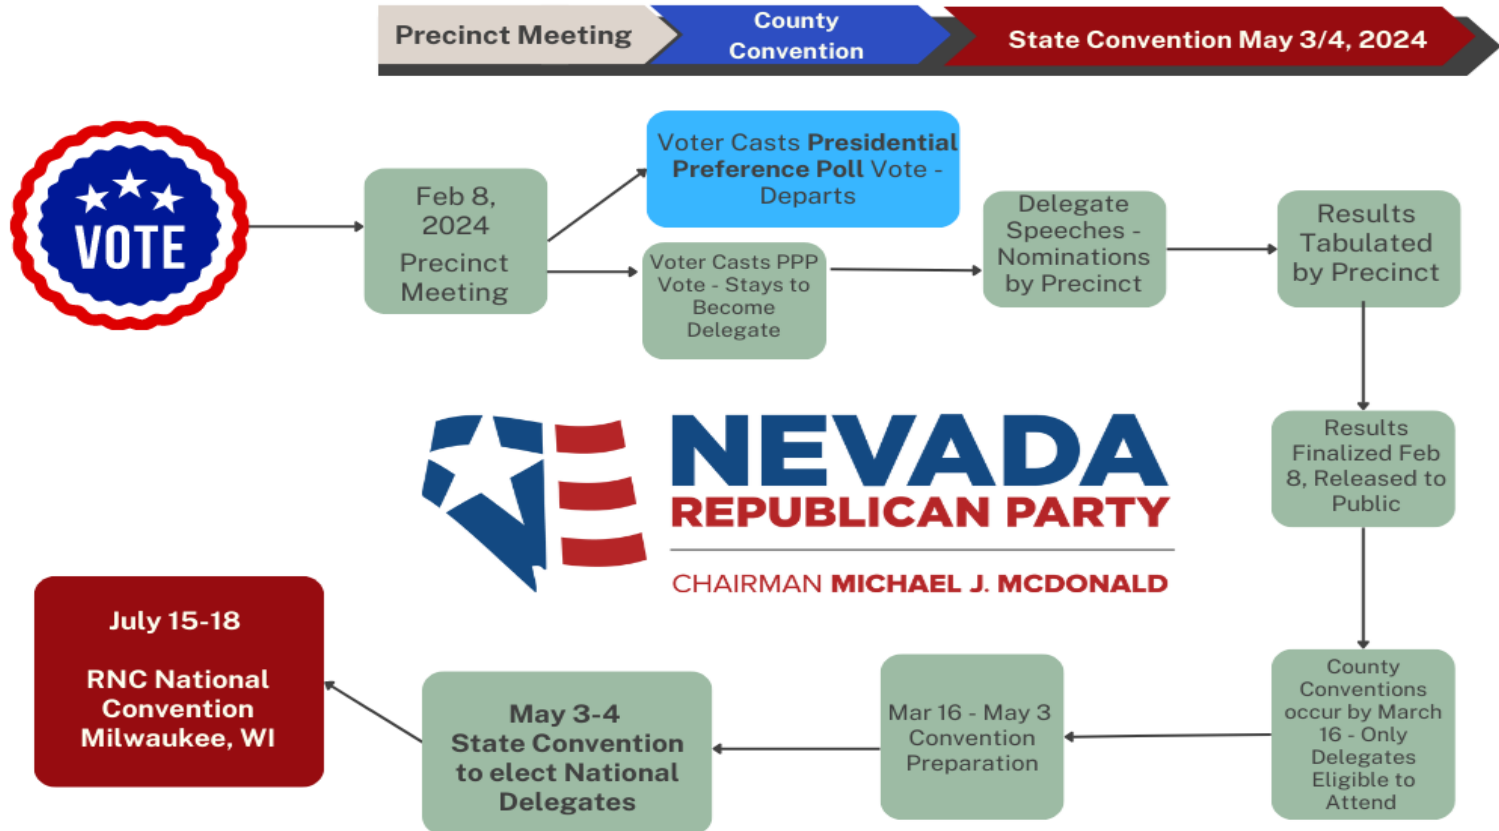 Precinct Meeting
County
Convention
State Convention May 3/4, 2024
VOTE
Feb 8,
2024
Precinct
Meeting
Voter Casts Presidential
Preference Poll Vote -
Departs
Voter Casts PPP
Vote - Stays to
Become
Delegate
Delegate
Speeches -
Nominations
by Precinct
Results
Tabulated
by Precinct
Results
Finalized Feb
8, Released to
Public
NEVADA
REPUBLICAN PARTY
CHAIRMAN MICHAEL J. MCDONALD
County
Conventions
occur by March
16 - Only
Delegates
Eligible to
Attend
Mar 16 - May 3
Convention
Preparation
May 3-4
State Convention
to elect National
Delegates
July 15-18
RNC National
Convention
Milwaukee, WI